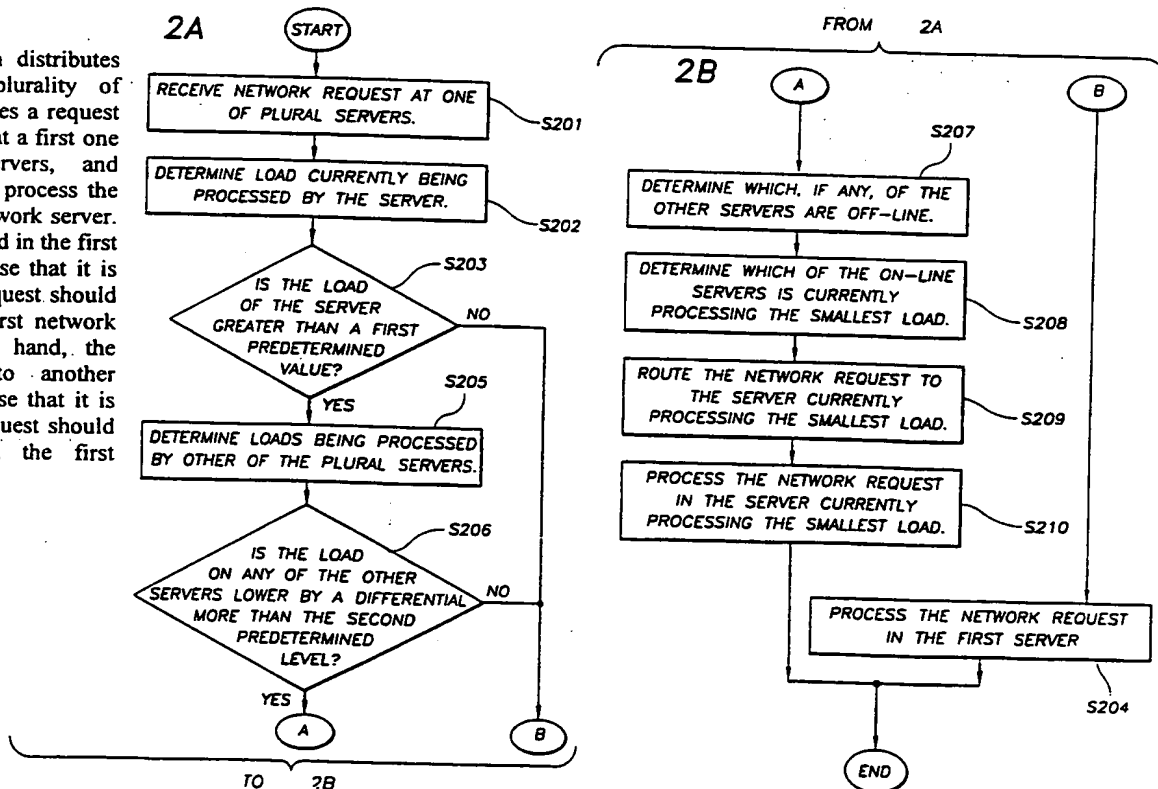 n distributes
plurality of
es a request
at a first one
rvers, and
process the
work server.
d in the first
se that it is
quest should
rst network
hand, the
to another
se that it is
quest should
the first
2A
START
RECEIVE NETWORK REQUEST AT ONE
OF PLURAL SERVERS.
S201
DETERMINE LOAD CURRENTLY BEING
PROCESSED BY THE SERVER.
S202
S203
IS THE LOAD
OF THE SERVER
GREATER THAN A FIRST
PREDETERMINED
VALUE?
NO
YES
S205
DETERMINE LOADS BEING PROCESSED
BY OTHER OF THE PLURAL SERVERS.
S206
IS THE LOAD
ON ANY OF THE OTHER
SERVERS LOWER BY A DIFFERENTIAL
MORE THAN THE SECOND
PREDETERMINED
LEVEL?
NO
YES
A
B
TO 2B
FROM 2A
2B
A
B
S207
DETERMINE WHICH, IF ANY, OF THE
OTHER SERVERS ARE OFF-LINE.
DETERMINE WHICH OF THE ON-LINE
SERVERS IS CURRENTLY
PROCESSING THE SMALLEST LOAD.
S208
ROUTE THE NETWORK REQUEST TO
THE SERVER CURRENTLY
PROCESSING THE SMALLEST LOAD.
S209
PROCESS THE NETWORK REQUEST
IN THE SERVER CURRENTLY
PROCESSING THE SMALLEST LOAD.
S210
PROCESS THE NETWORK REQUEST
IN THE FIRST SERVER
S204
END